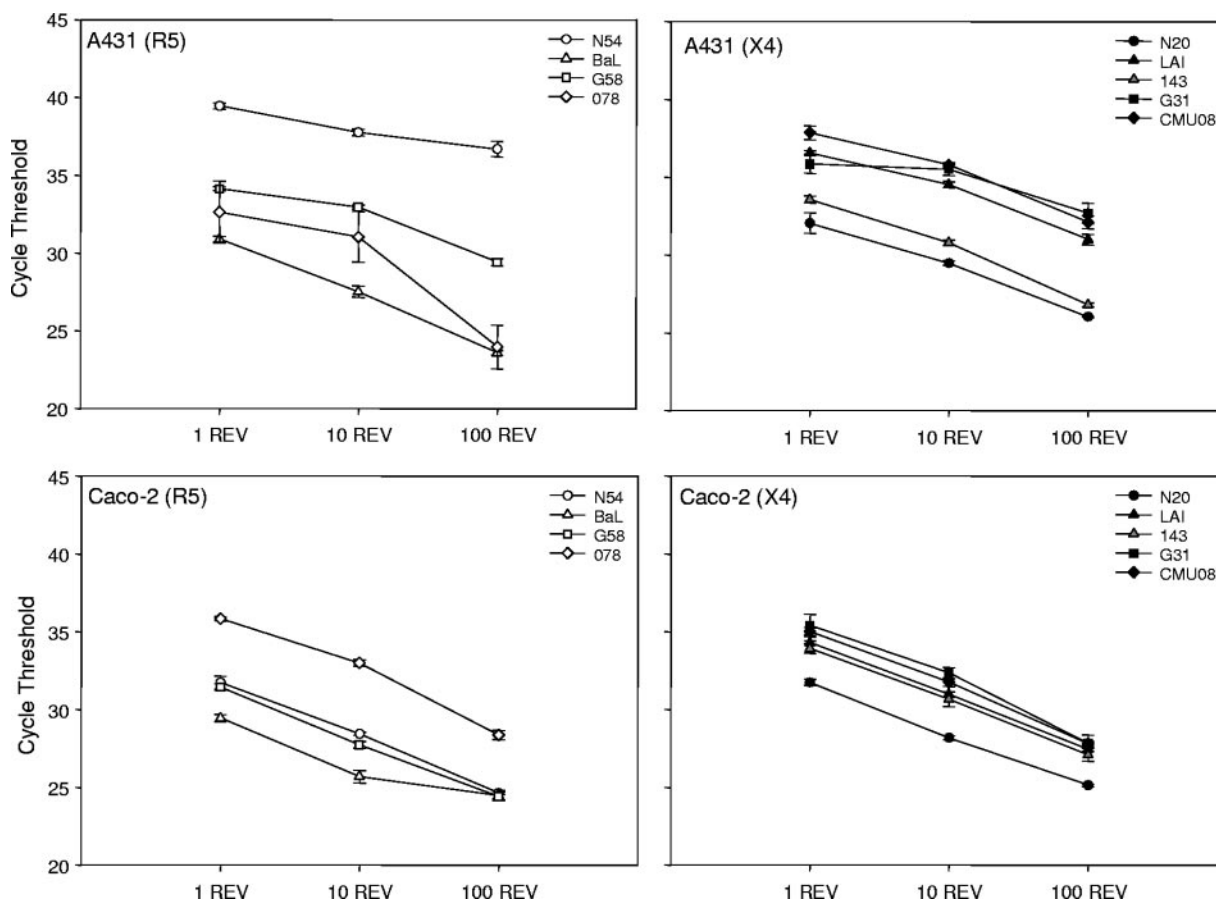 A431 (R5)
N54
BaL
G58
078
Cycle Threshold
45
40
35
30
25
20
1 REV
10 REV
100 REV
A431 (X4)
N20
LAI
143
G31
CMU08
1 REV
10 REV
100 REV
Caco-2 (R5)
N54
BaL
G58
078
Cycle Threshold
45
40
35
30
25
20
1 REV
10 REV
100 REV
Caco-2 (X4)
N20
LAI
143
G31
CMU08
1 REV
10 REV
100 REV